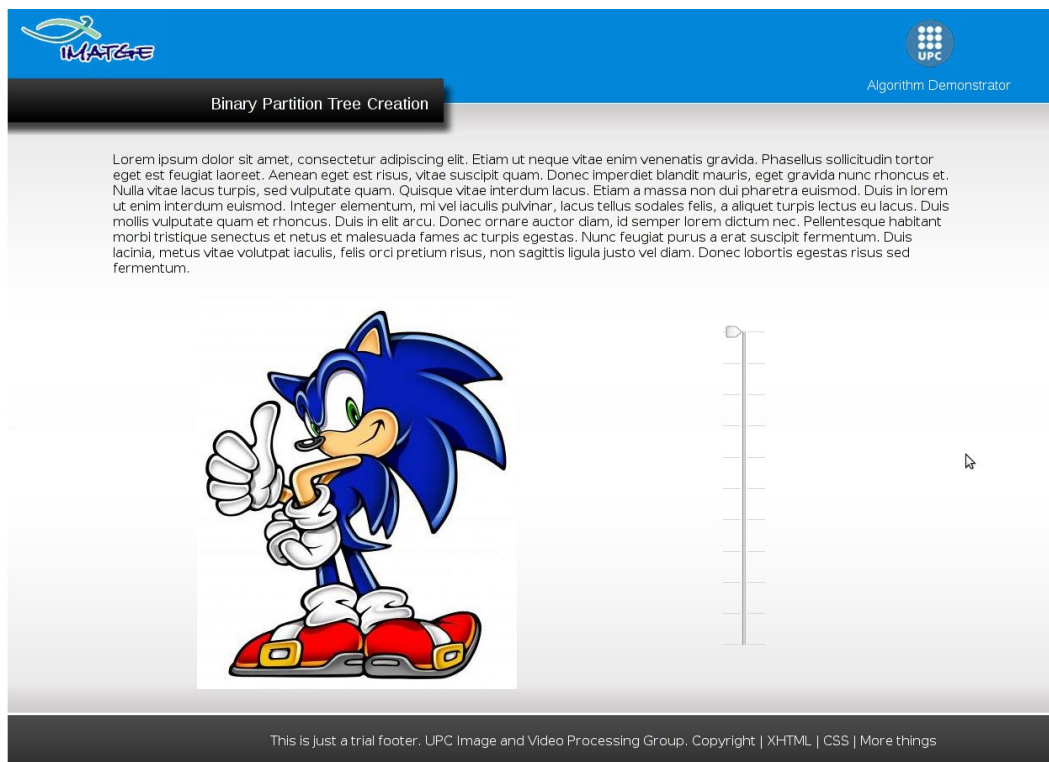 IMATGE
UPC
Algorithm Demonstrator
Binary Partition Tree Creation
Lorem ipsum dolor sit amet, consectetur adipiscing elit. Etiam ut neque vitae enim venenatis gravida. Phasellus sollicitudin tortor
eget est feugiat laoreet. Aenean eget est risus, vitae suscipit quam. Donec imperdiet blandit mauris, eget gravida nunc rhoncus et.
Nulla vitae lacus turpis, sed vulputate quam. Quisque vitae interdum lacus. Etiam a massa non dui pharetra euismod. Duis in lorem
ut enim interdum euismod. Integer elementum, mi vel iaculis pulvinar, lacus tellus sodales felis, a aliquet turpis lectus eu lacus. Duis
mollis vulputate quam et rhoncus. Duis in elit arcu. Donec ornare auctor diam, id semper lorem dictum nec. Pellentesque habitant
morbi tristique senectus et netus et malesuada fames ac turpis egestas. Nunc feugiat purus a erat suscipit fermentum. Duis
lacinia, metus vitae volutpat iaculis, felis orci pretium risus, non sagittis ligula justo vel diam. Donec lobortis egestas risus sed
fermentum.
This is just a trial footer. UPC Image and Video Processing Group. Copyright | XHTML | CSS | More things